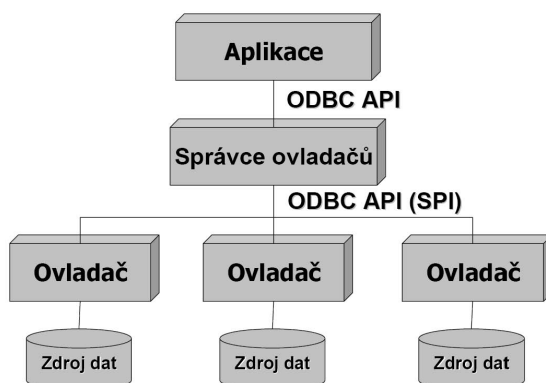 Aplikace
ODBC API
Správce ovladačů
ODBC API (SPI)
Ovladač
Ovladač
Ovladač
Zdroj dat
Zdroj dat
Zdroj dat